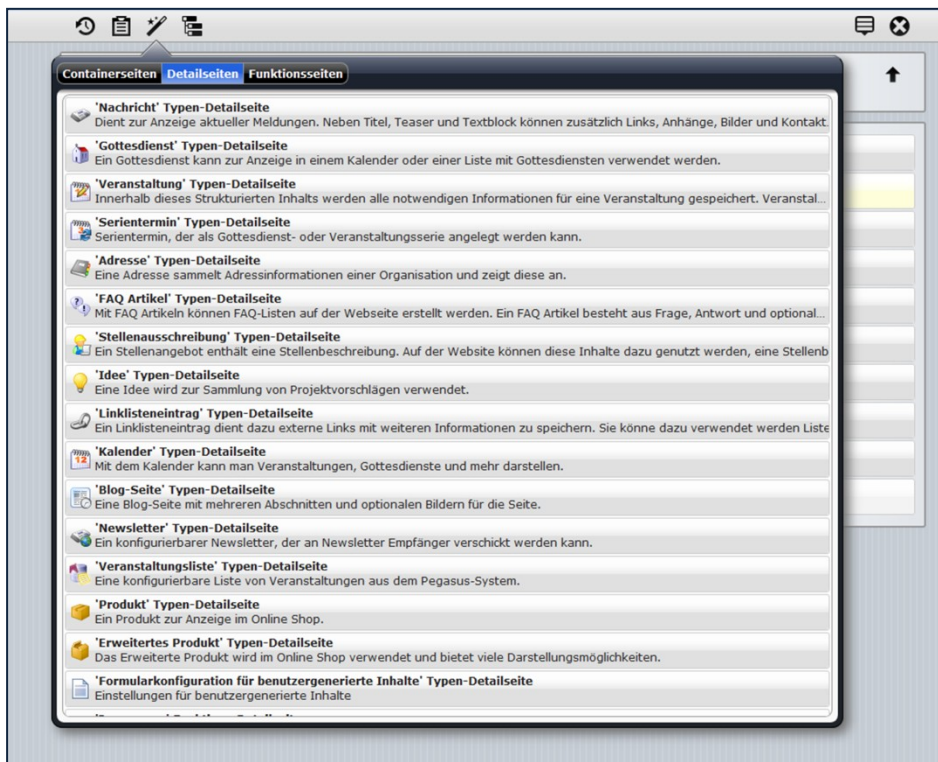 Containerseiten Detailseiten Funktionsseiten
'Nachricht' Typen-Detailseite
Dient zur Anzeige aktueller Meldungen. Neben Titel, Teaser und Textblock können zusätzlich Links, Anhänge, Bilder und Kontakt.
'Gottesdienst' Typen-Detailseite
Ein Gottesdienst kann zur Anzeige in einem Kalender oder einer Liste mit Gottesdiensten verwendet werden.
'Veranstaltung' Typen-Detailseite
Innerhalb dieses Strukturierten Inhalts werden alle notwendigen Informationen für eine Veranstaltung gespeichert. Veranstal...
'Serientermin' Typen-Detailseite
Serientermin, der als Gottesdienst- oder Veranstaltungsserie angelegt werden kann.
'Adresse' Typen-Detailseite
Eine Adresse sammelt Adressinformationen einer Organisation und zeigt diese an.
'FAQ Artikel' Typen-Detailseite
Mit FAQ Artikeln können FAQ-Listen auf der Webseite erstellt werden. Ein FAQ Artikel besteht aus Frage, Antwort und optional...
'Stellenausschreibung' Typen-Detailseite
Ein Stellenangebot enthält eine Stellenbeschreibung. Auf der Website können diese Inhalte dazu genutzt werden, eine Stellenb
'Idee' Typen-Detailseite
Eine Idee wird zur Sammlung von Projektvorschlägen verwendet.
'Linklisteneintrag' Typen-Detailseite
Ein Linklisteneintrag dient dazu externe Links mit weiteren Informationen zu speichern. Sie könne dazu verwendet werden Liste
'Kalender' Typen-Detailseite
Mit dem Kalender kann man Veranstaltungen, Gottesdienste und mehr darstellen.
'Blog-Seite' Typen-Detailseite
Eine Blog-Seite mit mehreren Abschnitten und optionalen Bildern für die Seite.
'Newsletter' Typen-Detailseite
Ein konfigurierbarer Newsletter, der an Newsletter Empfänger verschickt werden kann.
'Veranstaltungsliste' Typen-Detailseite
Eine konfigurierbare Liste von Veranstaltungen aus dem Pegasus-System.
'Produkt' Typen-Detailseite
Ein Produkt zur Anzeige im Online Shop.
'Erweitertes Produkt' Typen-Detailseite
Das Erweiterte Produkt wird im Online Shop verwendet und bietet viele Darstellungsmöglichkeiten.
'Formularkonfiguration für benutzergenerierte Inhalte' Typen-Detailseite
Einstellungen für benutzergenerierte Inhalte